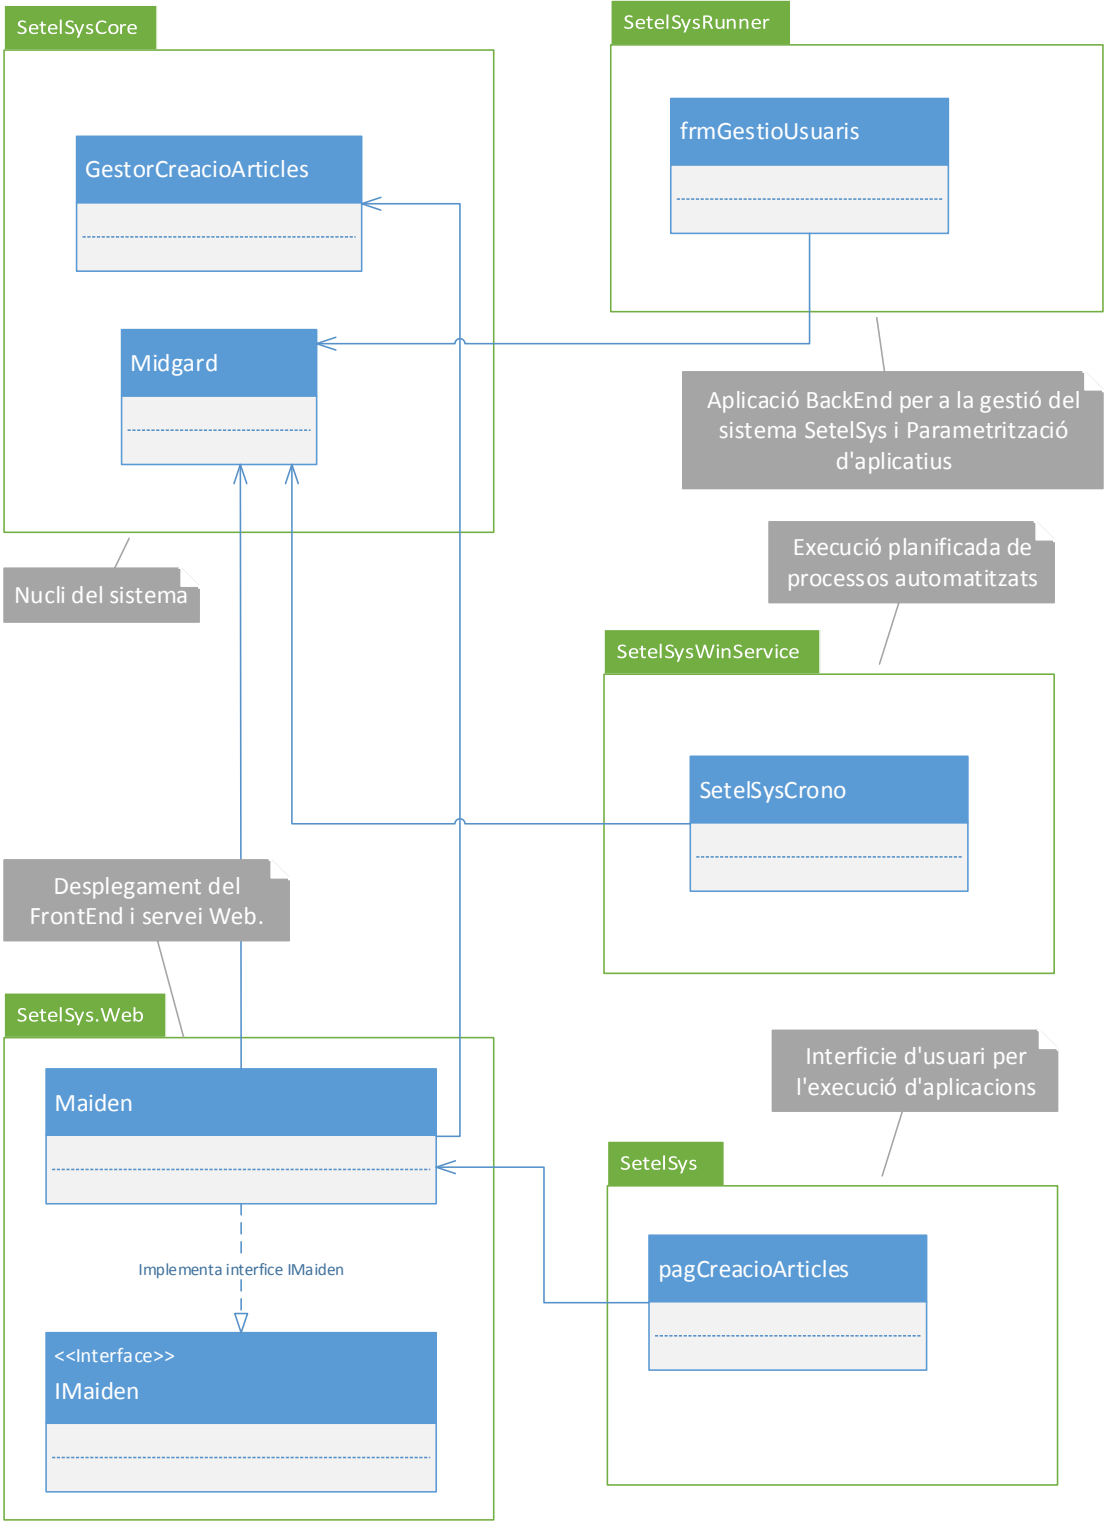 SetelSysCore
GestorCreacioArticles
Midgard
Nucli del sistema
SetelSysRunner
frmGestioUsuaris
Aplicació BackEnd per a la gestió del
sistema SetelSys i Parametrització
d'aplicatius
Execució planificada de
processos automatitzats
SetelSysWinService
SetelSysCrono
Desplegament del
FrontEnd i servei Web.
SetelSys.Web
Maiden
Implementa interfice IMaiden
<<Interface>>
IMaiden
Interficie d'usuari per
l'execució d'aplicacions
SetelSys
pagCreacioArticles